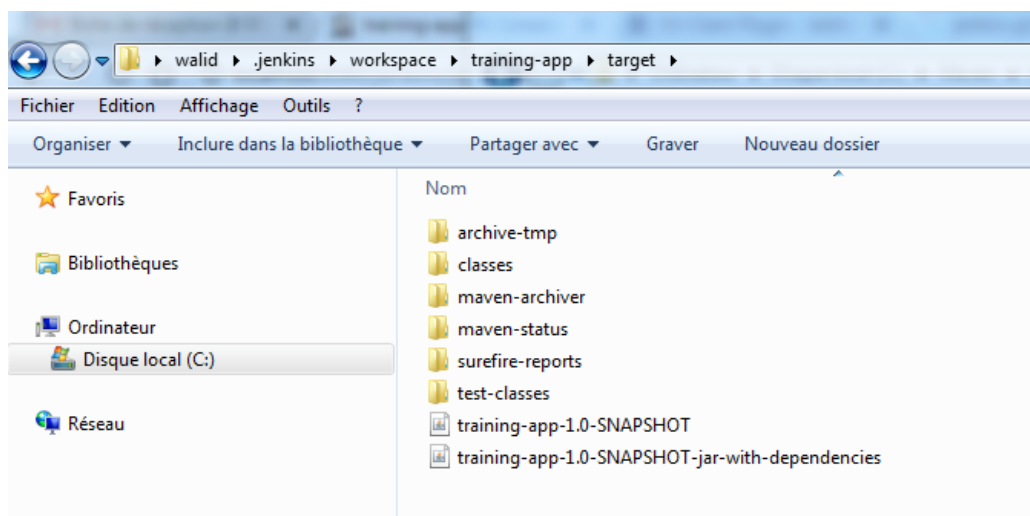 walid ▸ .jenkins ▸ workspace ▸ training-app ▸ target ▸
Fichier Edition Affichage Outils ?
Organiser Inclure dans la bibliothèque Partager avec Graver Nouveau dossier
Favoris
Bibliothèques
Ordinateur
Disque local (C:)
Réseau
Nom
archive-tmp
classes
maven-archiver
maven-status
surefire-reports
test-classes
training-app-1.0-SNAPSHOT
training-app-1.0-SNAPSHOT-jar-with-dependencies